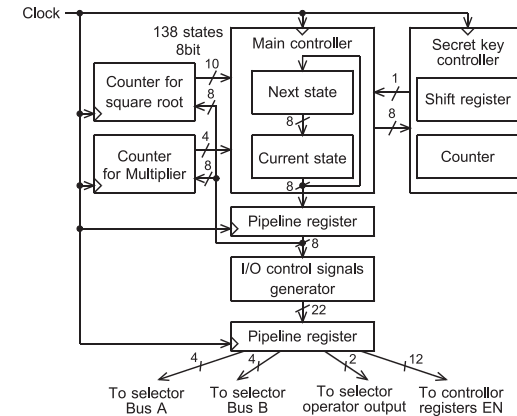 Clock
138 states
8bit
Main controller
Secret key
controller
Counter for
square root
10
8
Next state
1
Shift register
8
8
Counter
for Multiplier
4
8
Current state
Counter
8
Pipeline register
8
I/O control signals
generator
22
Pipeline register
4
4
2
12
To selector
Bus A
To selector
Bus B
To selector
operator output
To controllor
registers EN